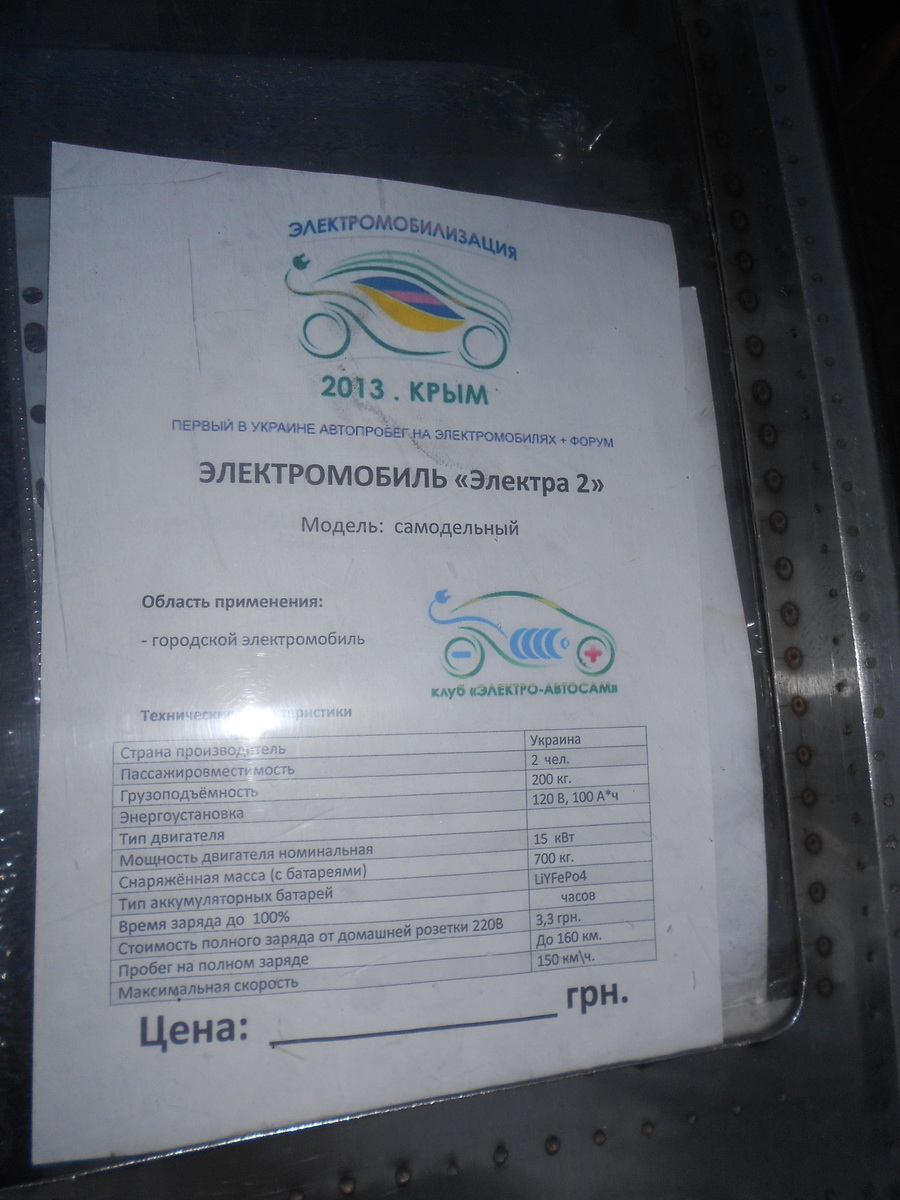 ЭЛЕКТРОМОБИЛИЗАЦИЯ
2013 . КРЫМ
ПЕРВЫЙ В УКРАИНЕ АВТОПРОБЕГ НА ЭЛЕКТРОМОБИЛЯХ + ФОРУМ
ЭЛЕКТРОМОБИЛЬ «Электра 2»
Модель: самодельный
Область применения:
- городской электромобиль
клуб «ЭЛЕКТРО-АВТОСАМ»
Страна производитель Украина
Пассажировместимость 2 чел.
Грузоподъёмность 200 кг.
Энергоустановка 120 В, 100 А*ч
Тип двигателя
Мощность двигателя номинальная 15 кВт
Снаряжённая масса (с батареями) 700 кг.
Тип аккумуляторных батарей LiYFePo4
Время заряда до 100% часов
Стоимость полного заряда от домашней розетки 220В 3,3 грн.
Пробег на полном заряде До 160 км.
Максимальная скорость 150 км\ч.
Цена: ______________ грн.